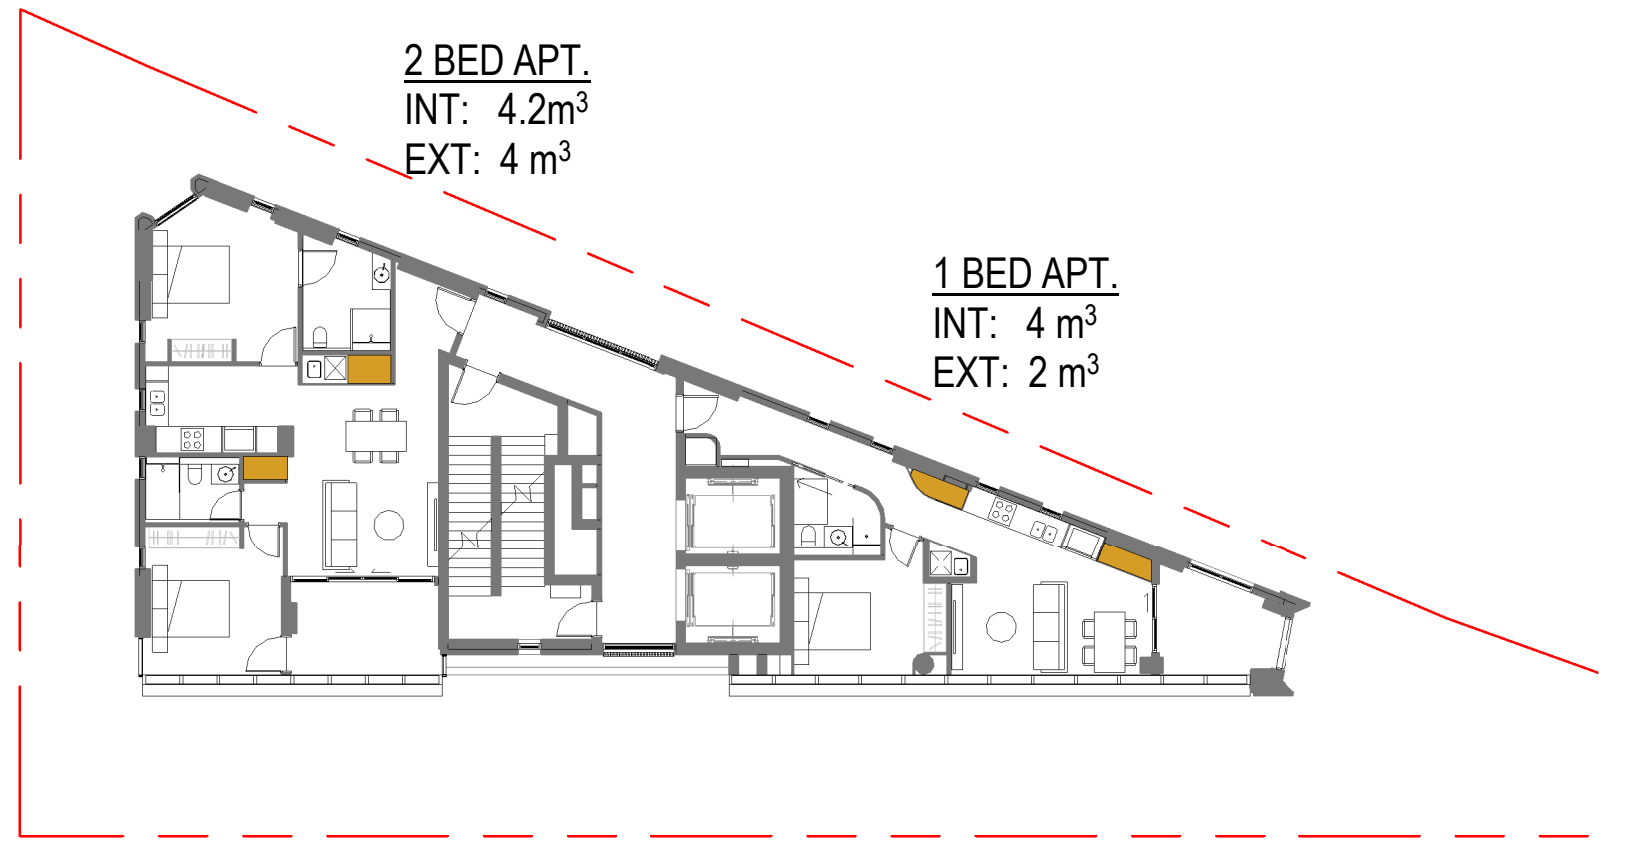 2 BED APT.
INT: 4.2m³
EXT: 4 m³
1 BED APT.
INT: 4 m³
EXT: 2 m³